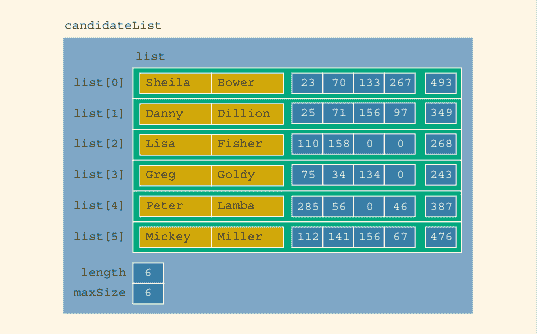 candidateList
list
list[0] Sheila Bower 23 70 133 267 493
list[1] Danny Dillion 25 71 156 97 349
list[2] Lisa Fisher 110 158 0 0 268
list[3] Greg Goldy 75 34 134 0 243
list[4] Peter Lamba 285 56 0 46 387
list[5] Mickey Miller 112 141 156 67 476
length 6
maxSize 6